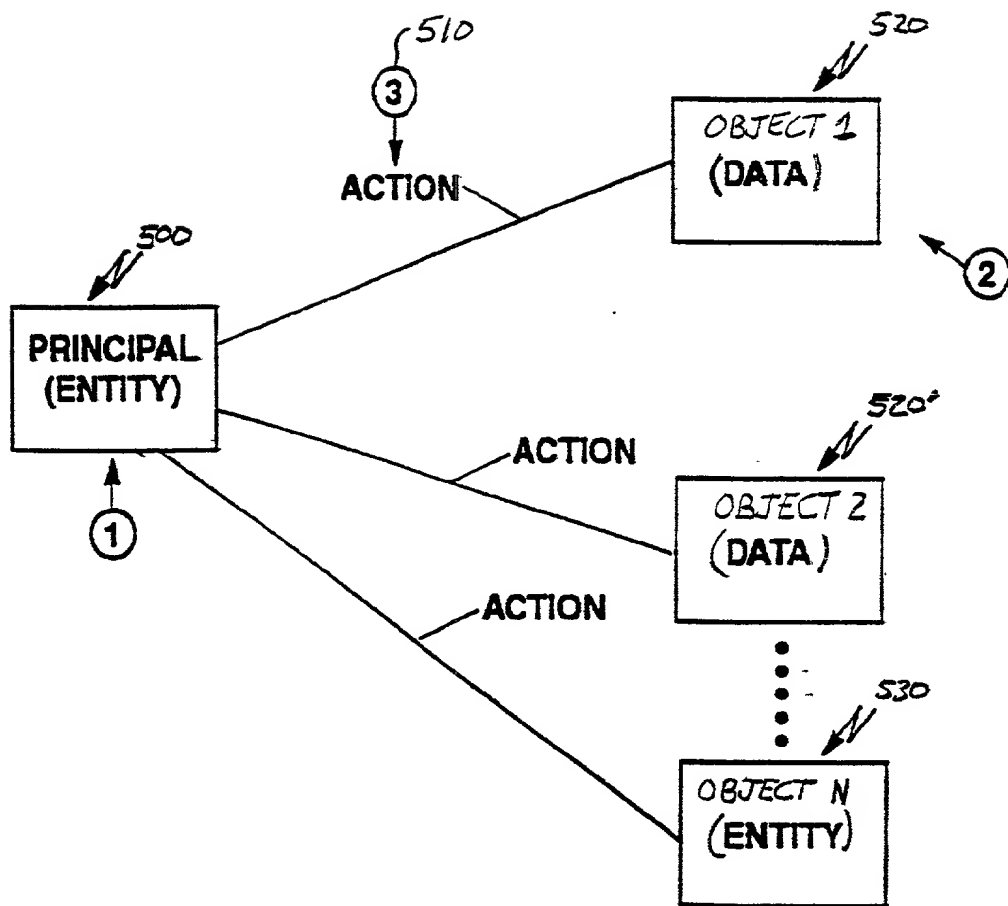 510
3
ACTION
520
OBJECT 1
(DATA)
2
500
PRINCIPAL
(ENTITY)
1
ACTION
520'
OBJECT 2
(DATA)
ACTION
530
OBJECT N
(ENTITY)